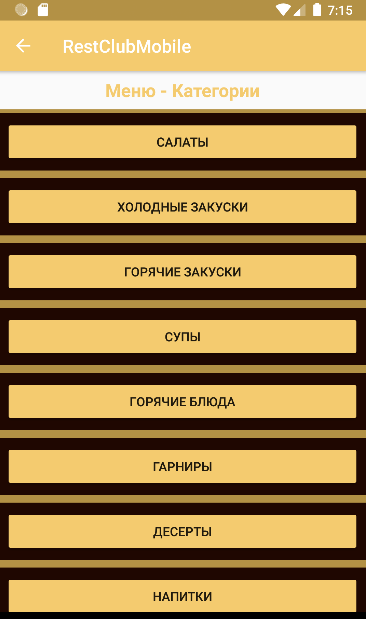 7:15
RestClubMobile
Меню - Категории
САЛАТЫ
ХОЛОДНЫЕ ЗАКУСКИ
ГОРЯЧИЕ ЗАКУСКИ
СУПЫ
ГОРЯЧИЕ БЛЮДА
ГАРНИРЫ
ДЕСЕРТЫ
НАПИТКИ